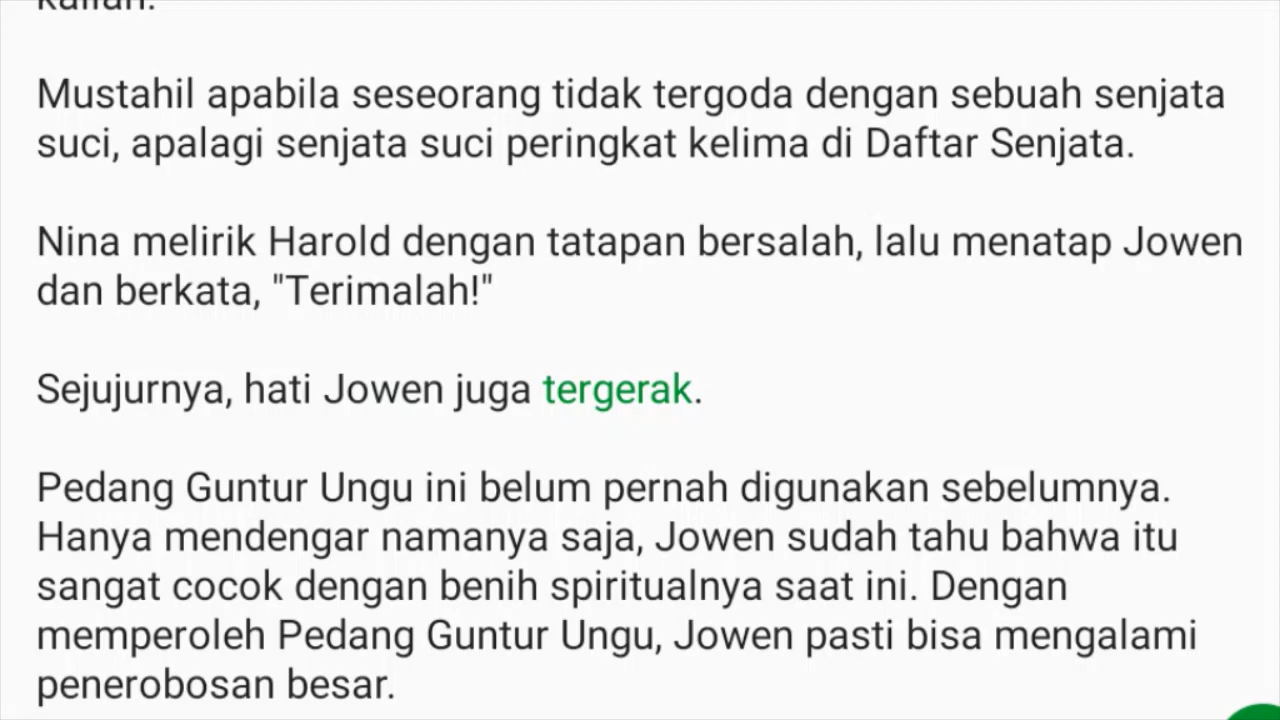 Mustahil apabila seseorang tidak tergoda dengan sebuah senjata
suci, apalagi senjata suci peringkat kelima di Daftar Senjata.
Nina melirik Harold dengan tatapan bersalah, lalu menatap Jowen
dan berkata, "Terimalah!"
Sejujurnya, hati Jowen juga tergerak.
Pedang Guntur Ungu ini belum pernah digunakan sebelumnya.
Hanya mendengar namanya saja, Jowen sudah tahu bahwa itu
sangat cocok dengan benih spiritualnya saat ini. Dengan
memperoleh Pedang Guntur Ungu, Jowen pasti bisa mengalami
penerobosan besar.